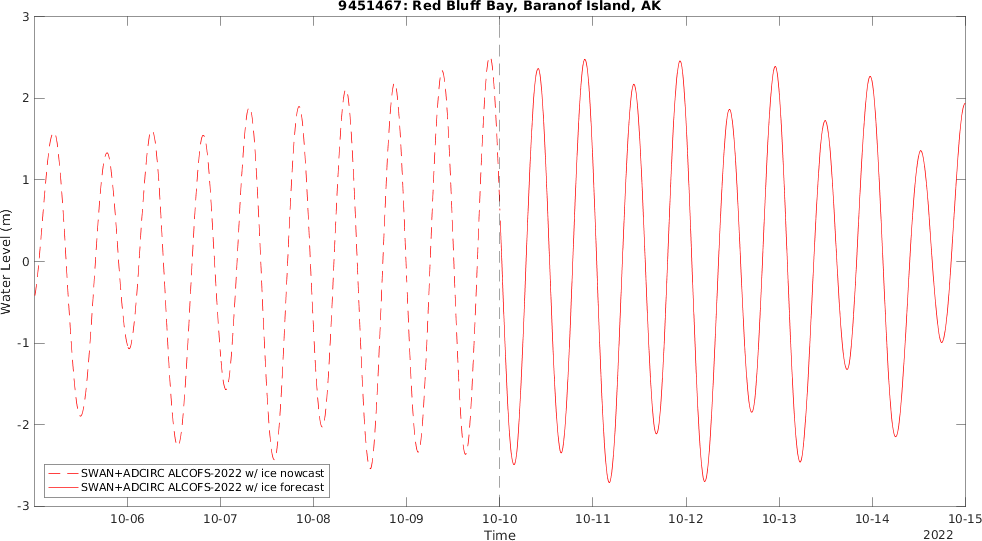 9451467: Red Bluff Bay, Baranof Island, AK
3
2
1
0
-1
-2
-3
Water Level (m)
SWAN+ADCIRC ALCOFS-2022 w/ ice nowcast
SWAN+ADCIRC ALCOFS-2022 w/ ice forecast
10-06 10-07 10-08 10-09 10-10 10-11 10-12 10-13 10-14 10-15
Time
2022